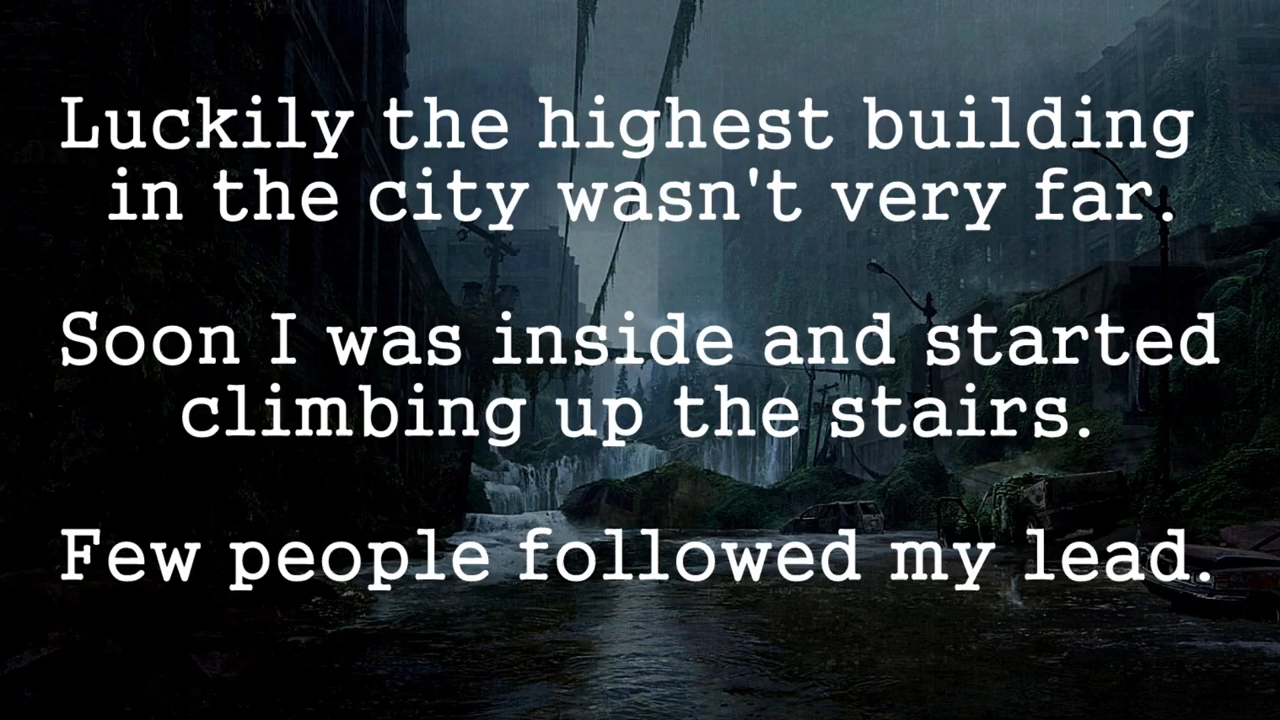 Luckily the highest building
in the city wasn't very far.
Soon I was inside and started
climbing up the stairs.
Few people followed my lead.